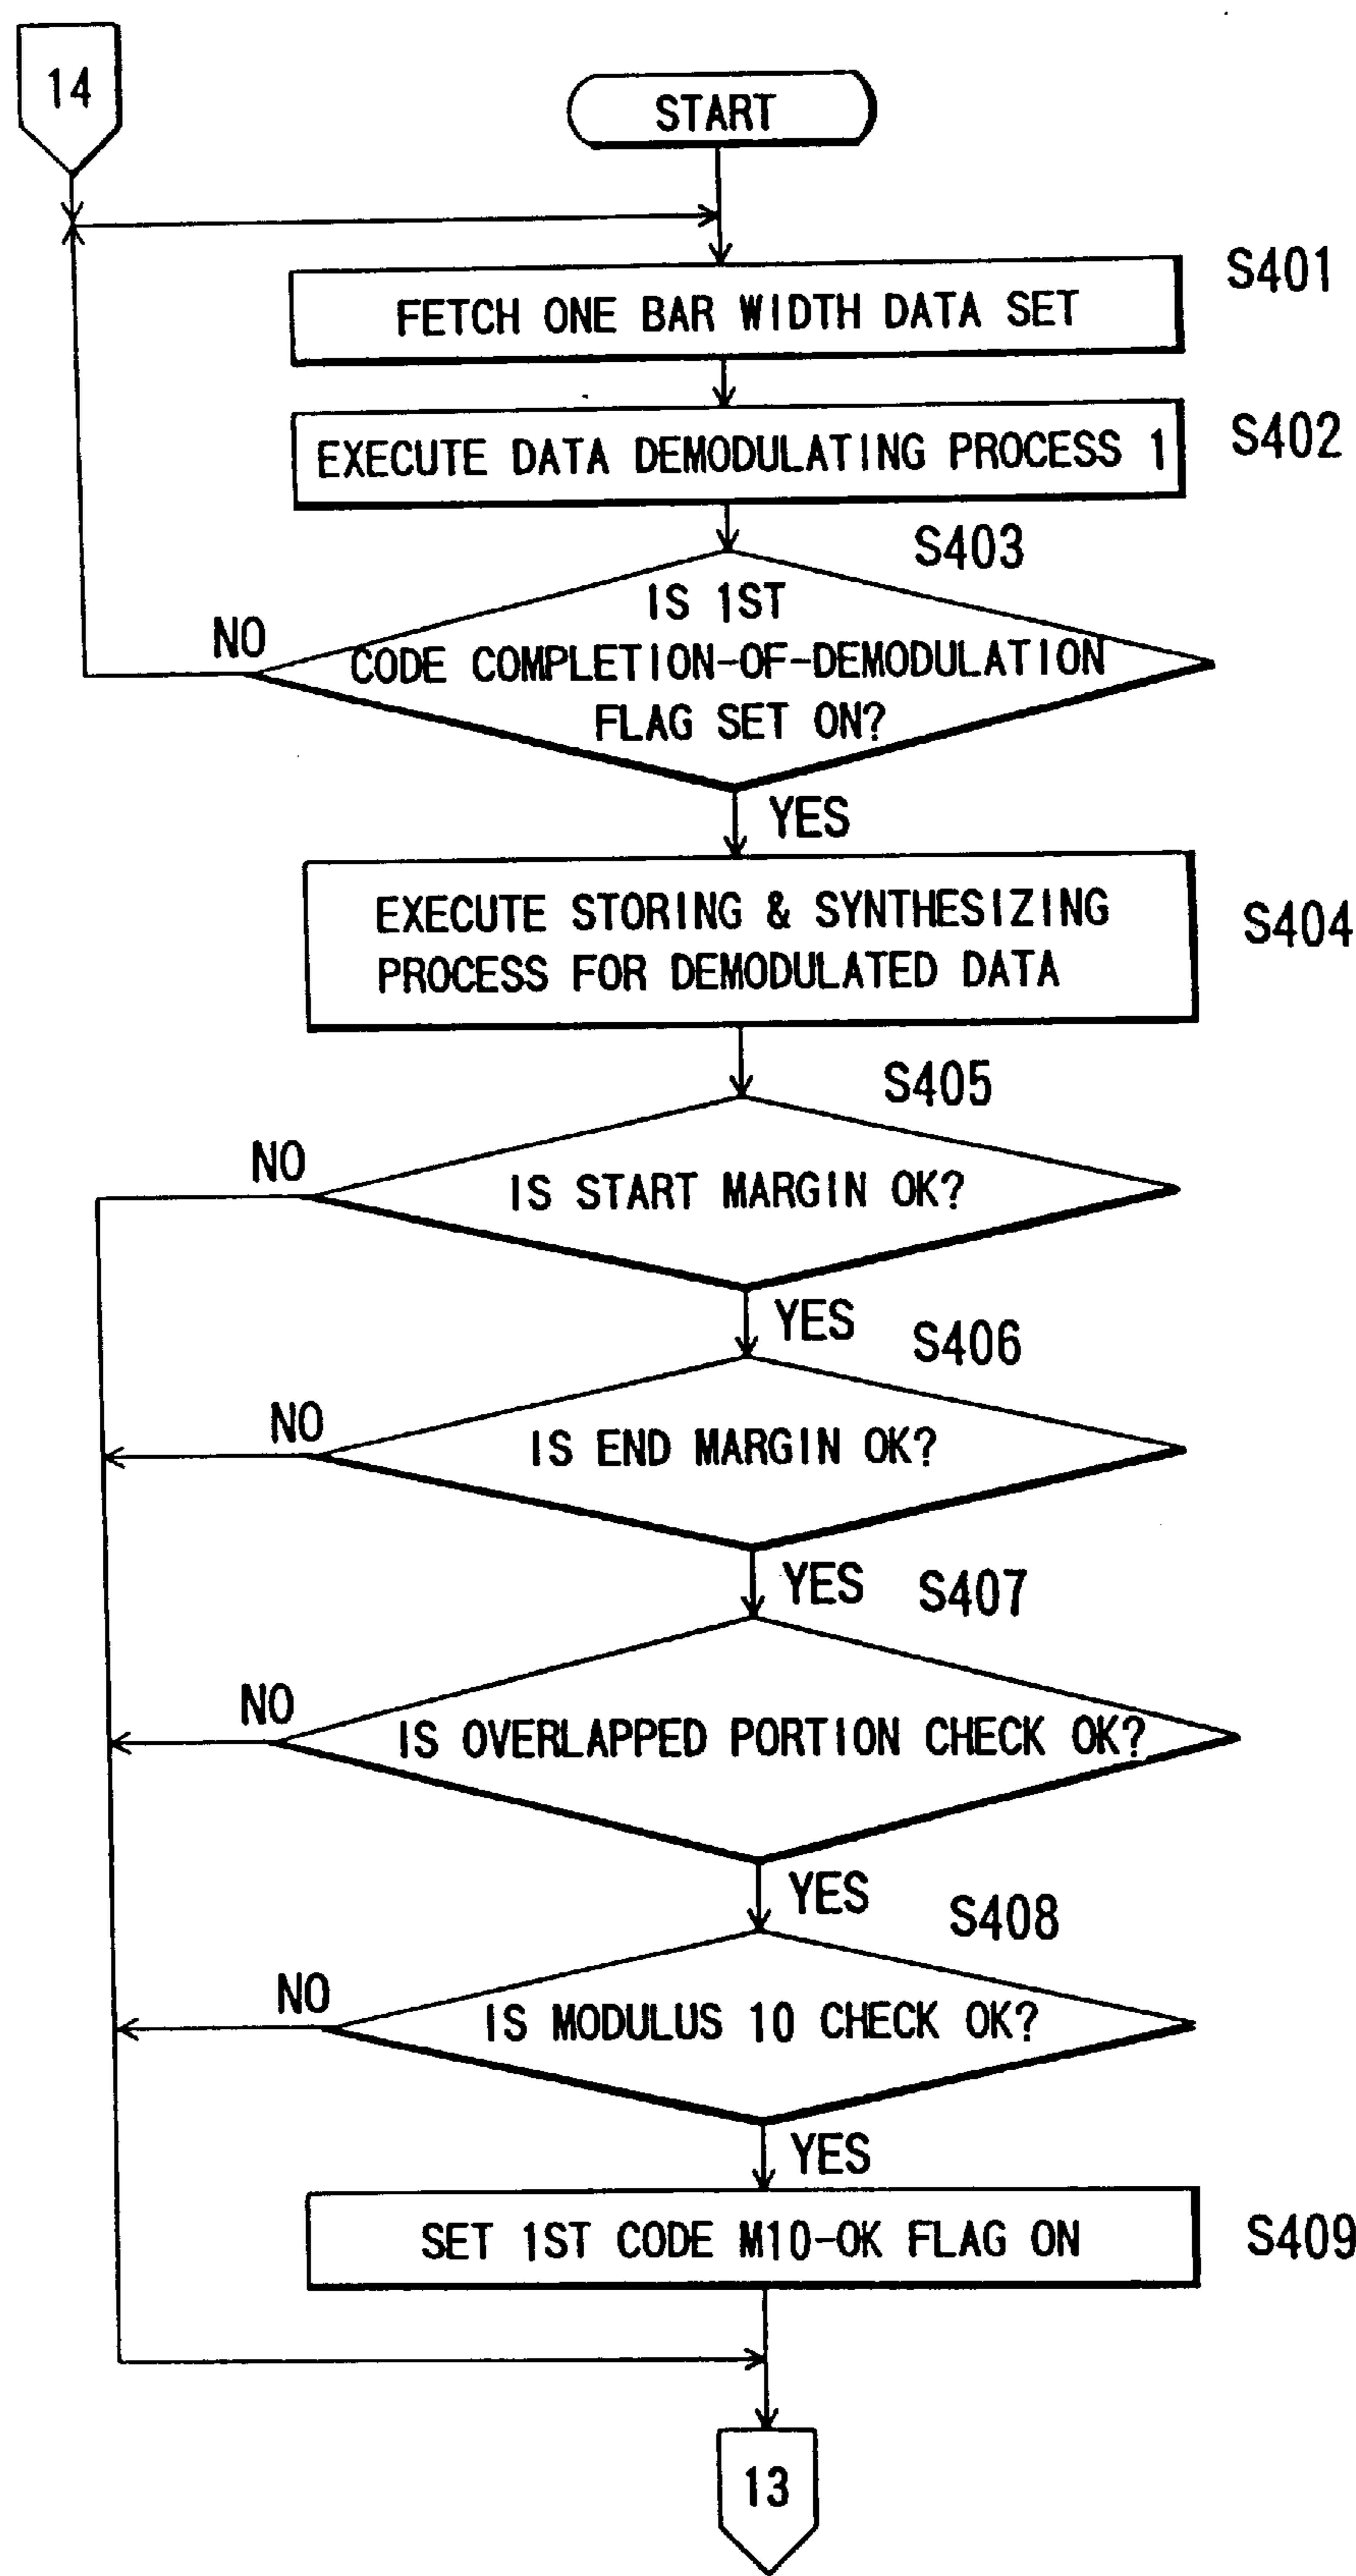 14
START
S401
FETCH ONE BAR WIDTH DATA SET
S402
EXECUTE DATA DEMODULATING PROCESS 1
S403
IS 1ST
NO
CODE COMPLETION-OF-DEMODULATION
FLAG SET ON?
YES
EXECUTE STORING & SYNTHESIZING
S404
PROCESS FOR DEMODULATED DATA
S405
NO
IS START MARGIN OK?
YES
S406
NO
IS END MARGIN OK?
YES
S407
NO
IS OVERLAPPED PORTION CHECK OK?
YES
S408
NO
IS MODULUS 10 CHECK OK?
YES
SET 1ST CODE M10-OK FLAG ON
S409
13